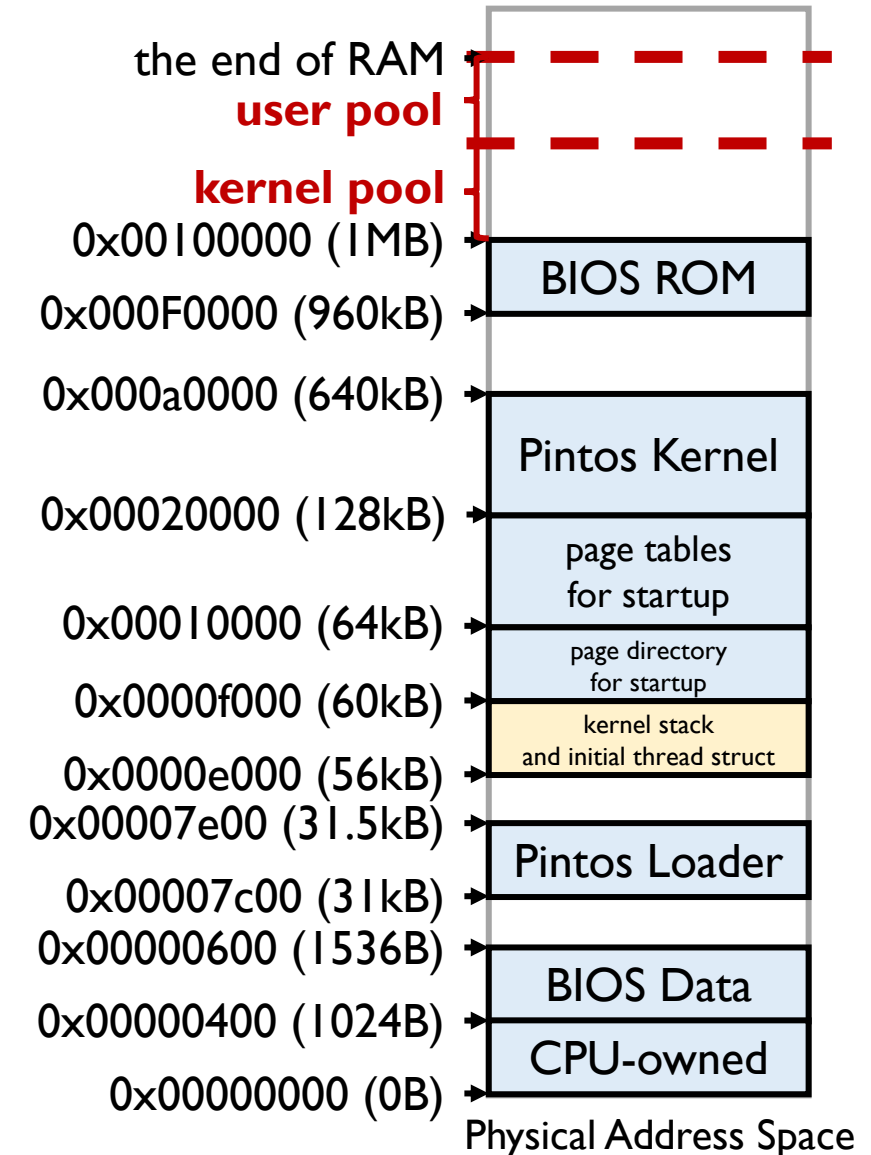 the end of RAM
user pool
kernel pool
0x00100000 (1MB)
BIOS ROM
0x000F0000 (960kB)
0x000a0000 (640kB)
Pintos Kernel
0x00020000 (128kB)
page tables
for startup
0x00010000 (64kB)
page directory
for startup
0x0000f000 (60kB)
kernel stack
and initial thread struct
0x0000e000 (56kB)
0x00007e00 (31.5kB)
Pintos Loader
0x00007c00 (31kB)
0x00000600 (1536B)
BIOS Data
0x00000400 (1024B)
CPU-owned
0x00000000 (0B)
Physical Address Space